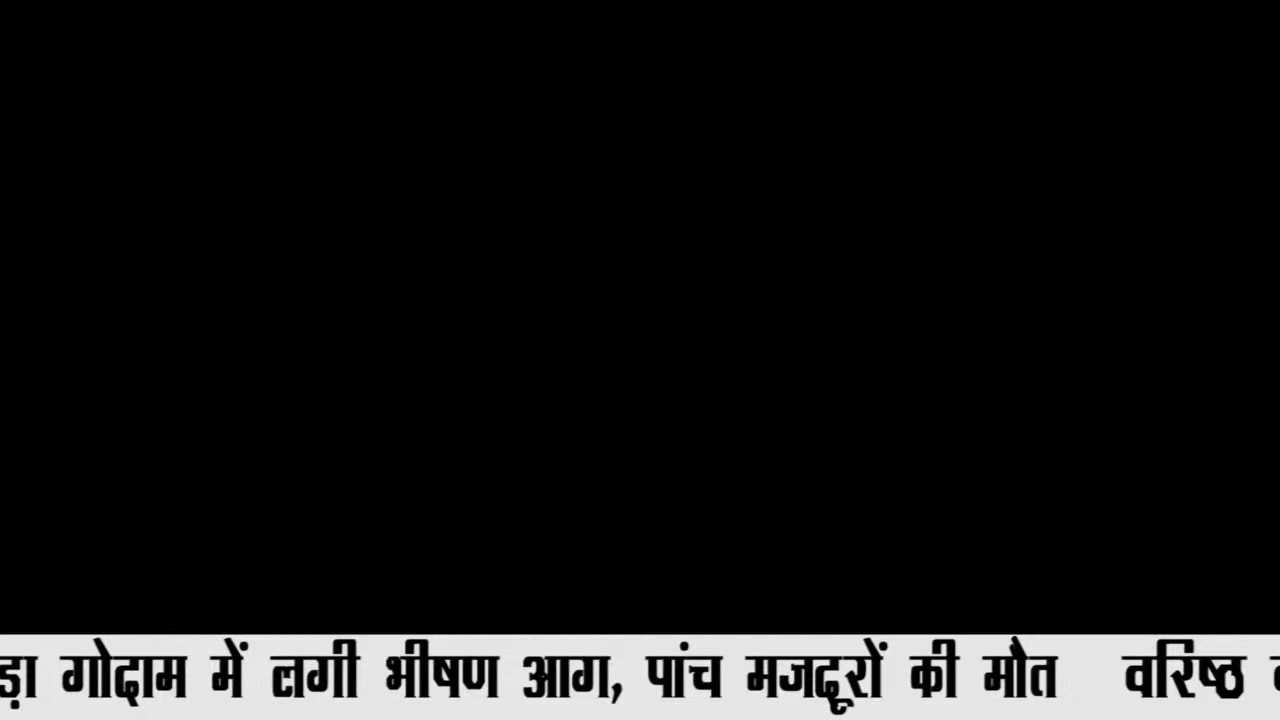 गोदाम में लगी भीषण आग, पांच मजदूरों की मौत वरिष्ठ